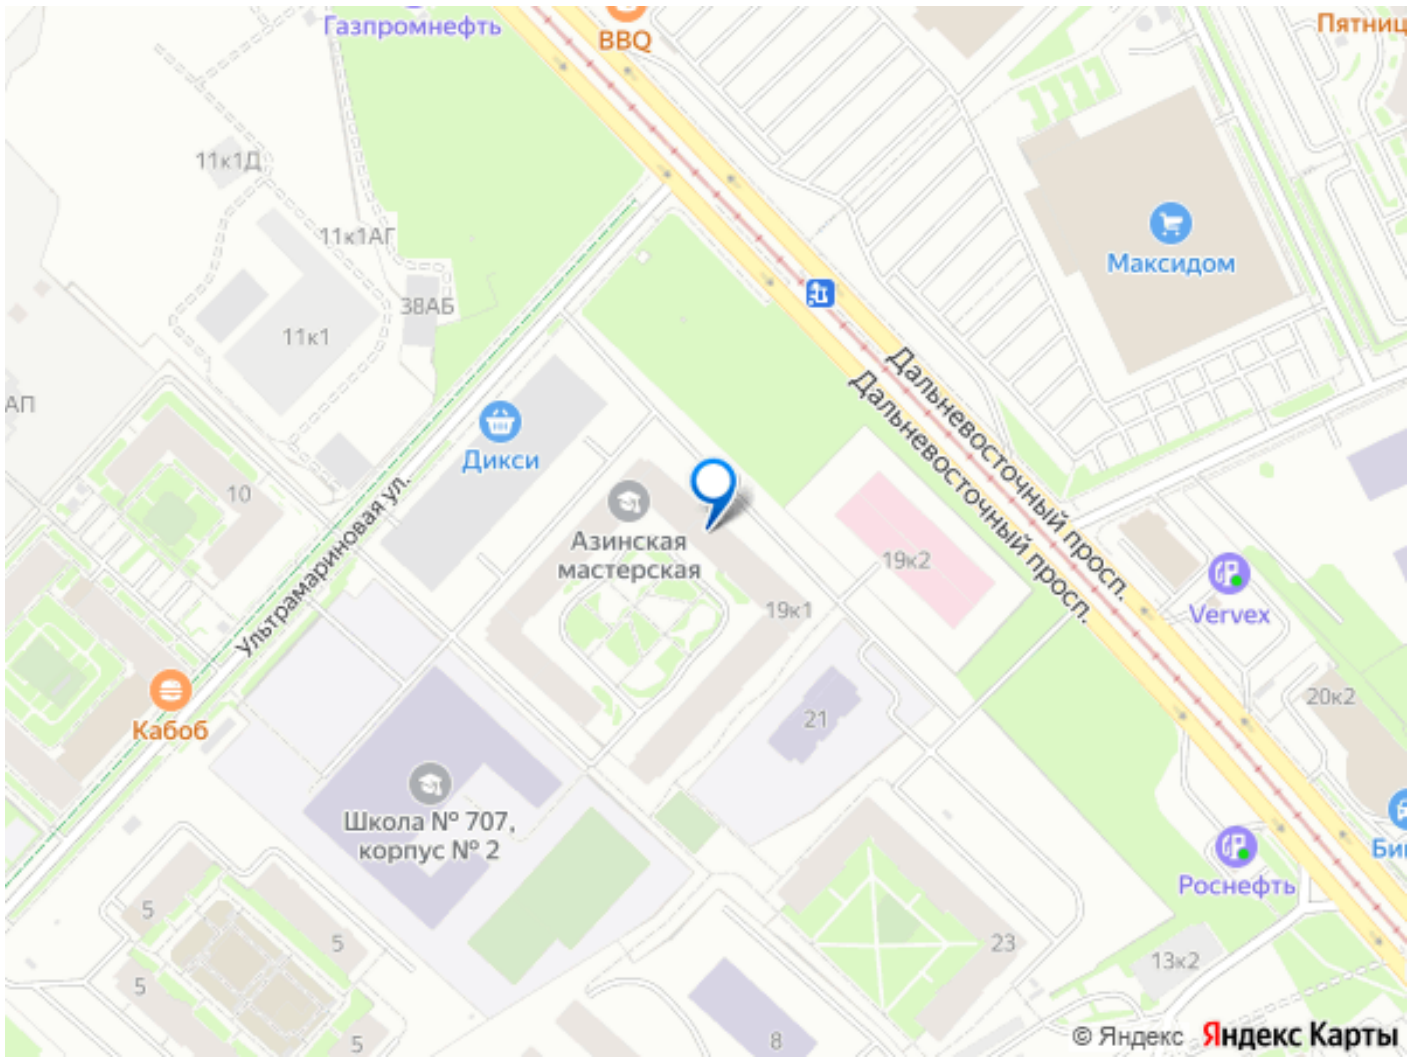 Газпромнефть
BBQ
Пятниц
11к1Д
11к1АГ
Максидом
38АБ
11к1
АП
Дальневосточный просп.
Дальневосточный просп.
Дикси
10
Ультрамариновая ул.
Азинская
мастерская
19к2
19к1
Vervex
20к2
21
Кабоб
Школа № 707,
корпус № 2
Би
Роснефть
5
5
23
13к2
5
8
5
© Яндекс Яндекс Карты